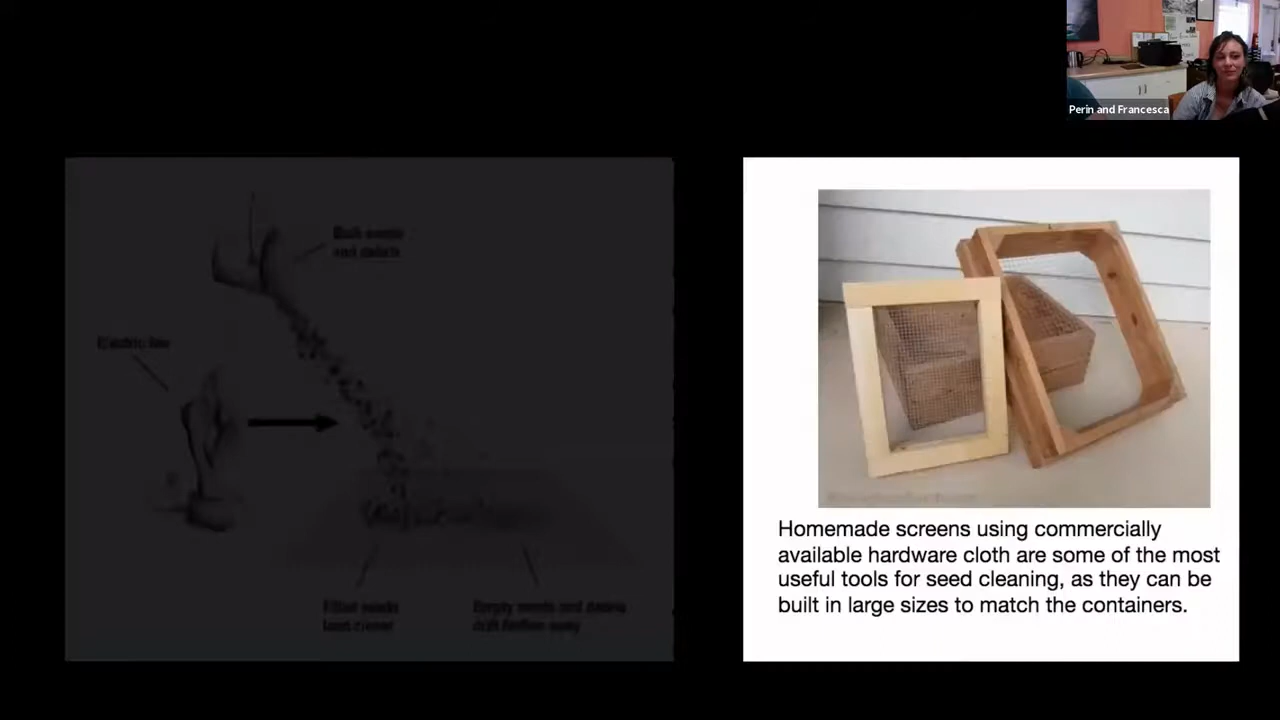 Perin and Francesca
Bulk seeds
and debris
Electric fan
Filled seeds
land closer
Empty seeds and debris
drift farther away
Homemade screens using commercially
available hardware cloth are some of the most
useful tools for seed cleaning, as they can be
built in large sizes to match the containers.